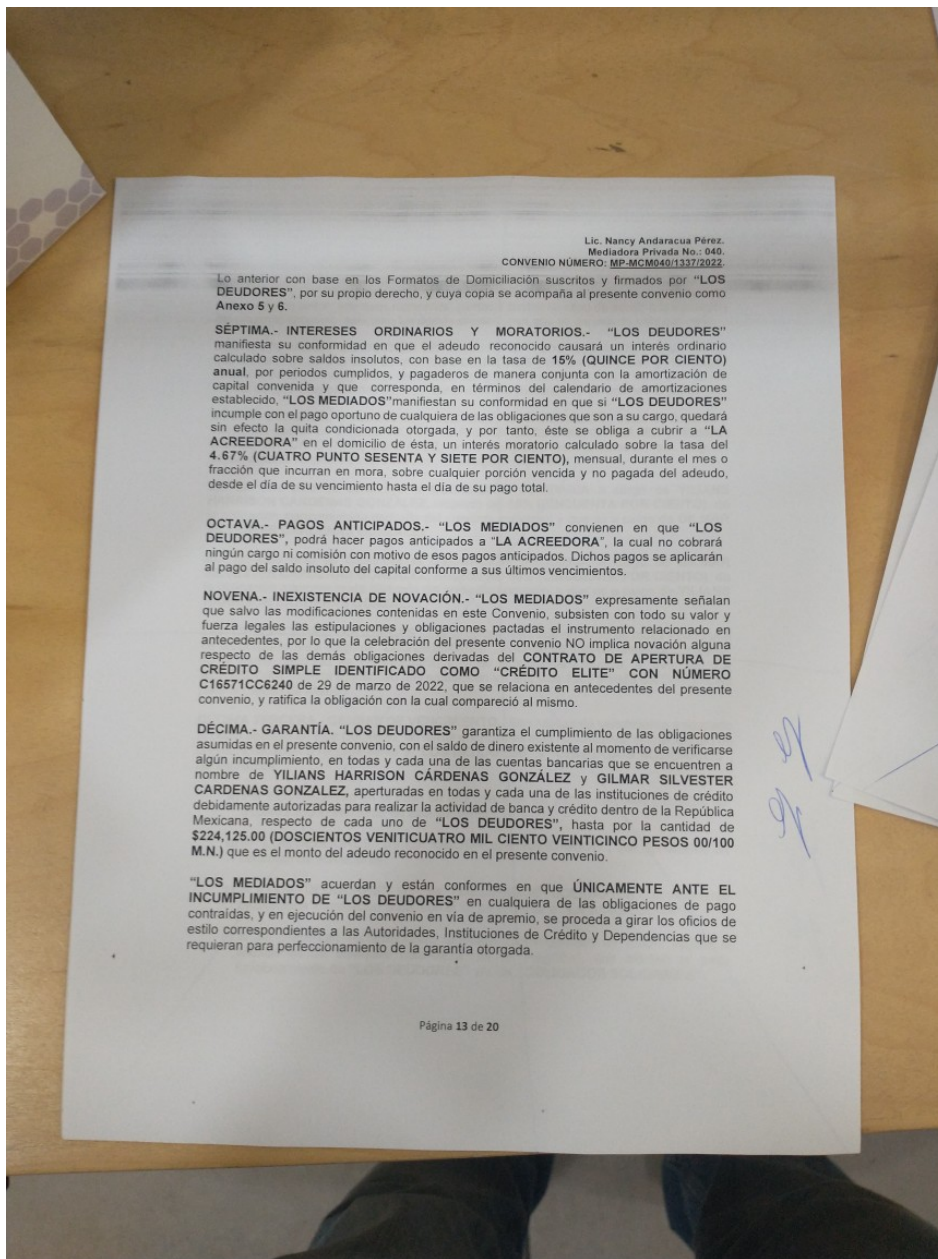 Lic. Nancy Andaracua Pérez.
Mediadora Privada No.: 040.
CONVENIO NÚMERO: MP-MCM040/1337/2022.
Lo anterior con base en los Formatos de Domiciliación suscritos y firmados por “LOS
DEUDORES”, por su propio derecho, y cuya copia se acompaña al presente convenio como
Anexo 5 y 6.
SÉPTIMA.- INTERESES ORDINARIOS Y MORATORIOS.- “LOS DEUDORES”
manifiesta su conformidad en que el adeudo reconocido causará un interés ordinario
calculado sobre saldos insolutos, con base en la tasa de 15% (QUINCE POR CIENTO)
anual, por periodos cumplidos, y pagaderos de manera conjunta con la amortización de
capital convenida y que corresponda, en términos del calendario de amortizaciones
establecido, “LOS MEDIADOS”manifiestan su conformidad en que si “LOS DEUDORES”
incumple con el pago oportuno de cualquiera de las obligaciones que son a su cargo, quedará
sin efecto la quita condicionada otorgada, y por tanto, éste se obliga a cubrir a “LA
ACREEDORA” en el domicilio de ésta, un interés moratorio calculado sobre la tasa del
4.67% (CUATRO PUNTO SESENTA Y SIETE POR CIENTO), mensual, durante el mes o
fracción que incurran en mora, sobre cualquier porción vencida y no pagada del adeudo,
desde el día de su vencimiento hasta el día de su pago total.
OCTAVA.- PAGOS ANTICIPADOS.- “LOS MEDIADOS” convienen en que “LOS
DEUDORES”, podrá hacer pagos anticipados a “LA ACREEDORA”, la cual no cobrará
ningún cargo ni comisión con motivo de esos pagos anticipados. Dichos pagos se aplicarán
al pago del saldo insoluto del capital conforme a sus últimos vencimientos.
NOVENA.- INEXISTENCIA DE NOVACIÓN.- “LOS MEDIADOS” expresamente señalan
que salvo las modificaciones contenidas en este Convenio, subsisten con todo su valor y
fuerza legales las estipulaciones y obligaciones pactadas el instrumento relacionado en
antecedentes, por lo que la celebración del presente convenio NO implica novación alguna
respecto de las demás obligaciones derivadas del CONTRATO DE APERTURA DE
CRÉDITO SIMPLE IDENTIFICADO COMO “CRÉDITO ELITE” CON NÚMERO
C16571CC6240 de 29 de marzo de 2022, que se relaciona en antecedentes del presente
convenio, y ratifica la obligación con la cual compareció al mismo.
DÉCIMA.- GARANTÍA. “LOS DEUDORES” garantiza el cumplimiento de las obligaciones
asumidas en el presente convenio, con el saldo de dinero existente al momento de verificarse
algún incumplimiento, en todas y cada una de las cuentas bancarias que se encuentren a
nombre de YILIANS HARRISON CÁRDENAS GONZÁLEZ y GILMAR SILVESTER
CARDENAS GONZALEZ, aperturadas en todas y cada una de las instituciones de crédito
debidamente autorizadas para realizar la actividad de banca y crédito dentro de la República
Mexicana, respecto de cada uno de “LOS DEUDORES”, hasta por la cantidad de
$224,125.00 (DOSCIENTOS VENITICUATRO MIL CIENTO VEINTICINCO PESOS 00/100
M.N.) que es el monto del adeudo reconocido en el presente convenio.
“LOS MEDIADOS” acuerdan y están conformes en que ÚNICAMENTE ANTE EL
INCUMPLIMIENTO DE “LOS DEUDORES” en cualquiera de las obligaciones de pago
contraídas, y en ejecución del convenio en vía de apremio, se proceda a girar los oficios de
estilo correspondientes a las Autoridades, Instituciones de Crédito y Dependencias que se
requieran para perfeccionamiento de la garantía otorgada.
Página 13 de 20